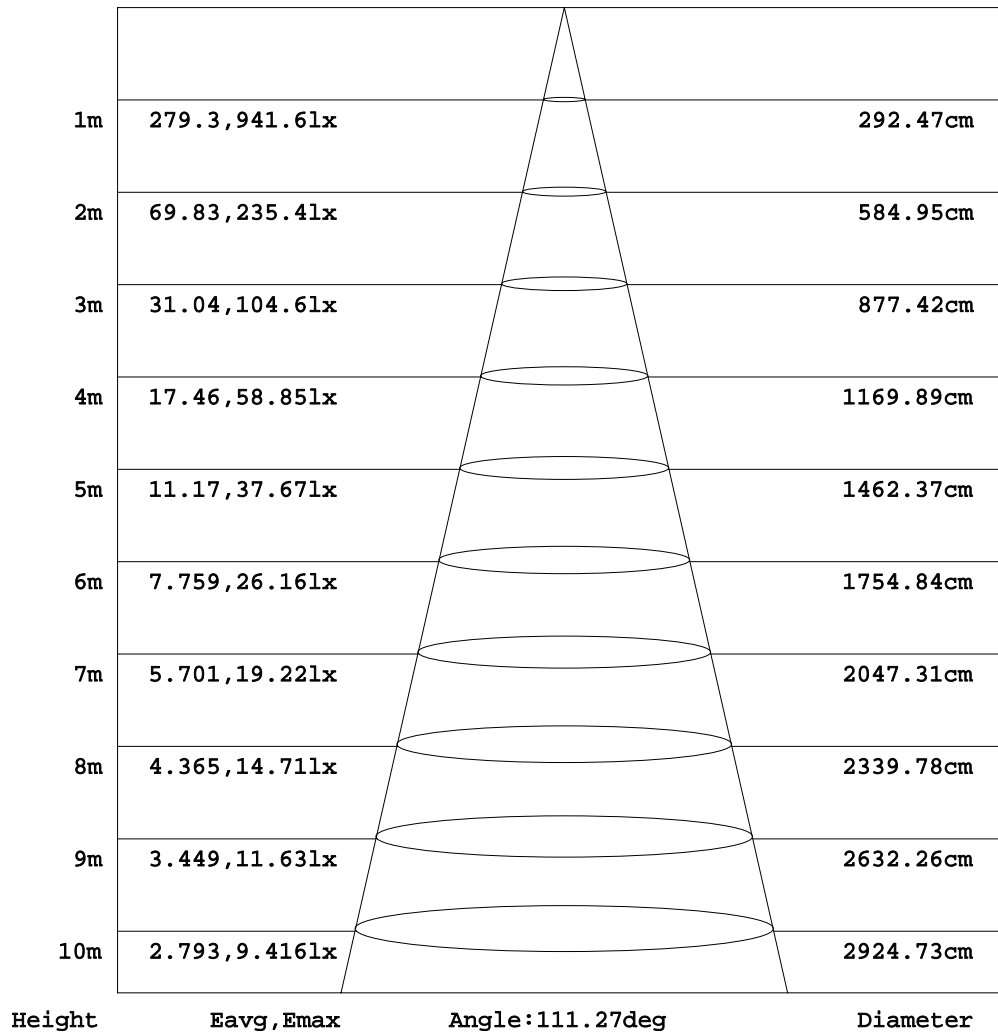 1m 279.3,941.6lx 292.47cm
2m 69.83,235.4lx 584.95cm
3m 31.04,104.6lx 877.42cm
4m 17.46,58.85lx 1169.89cm
5m 11.17,37.67lx 1462.37cm
6m 7.759,26.16lx 1754.84cm
7m 5.701,19.22lx 2047.31cm
8m 4.365,14.71lx 2339.78cm
9m 3.449,11.63lx 2632.26cm
10m 2.793,9.416lx 2924.73cm
Height Eavg,Emax Angle:111.27deg Diameter